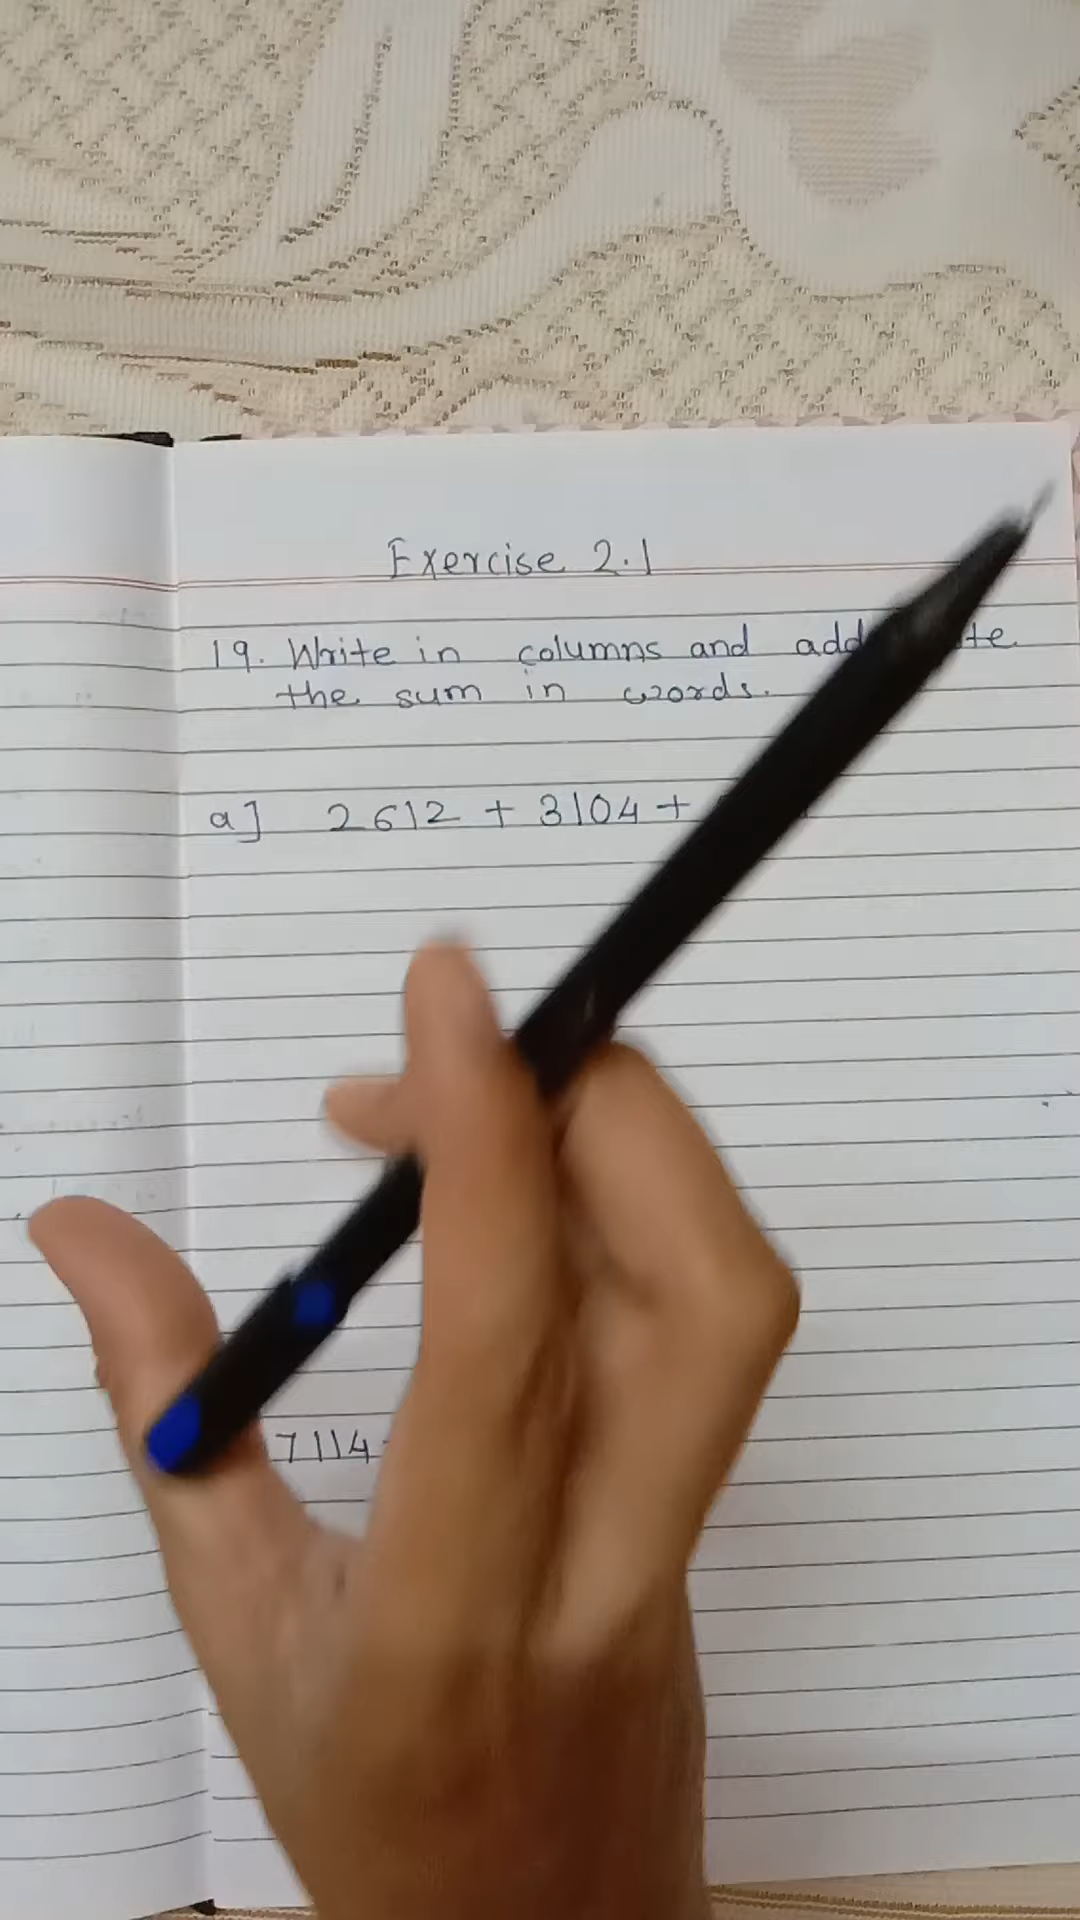 Exercise 2.1
19. Write in columns and add
the sum in words.
a] 2612 + 3104 +
7114